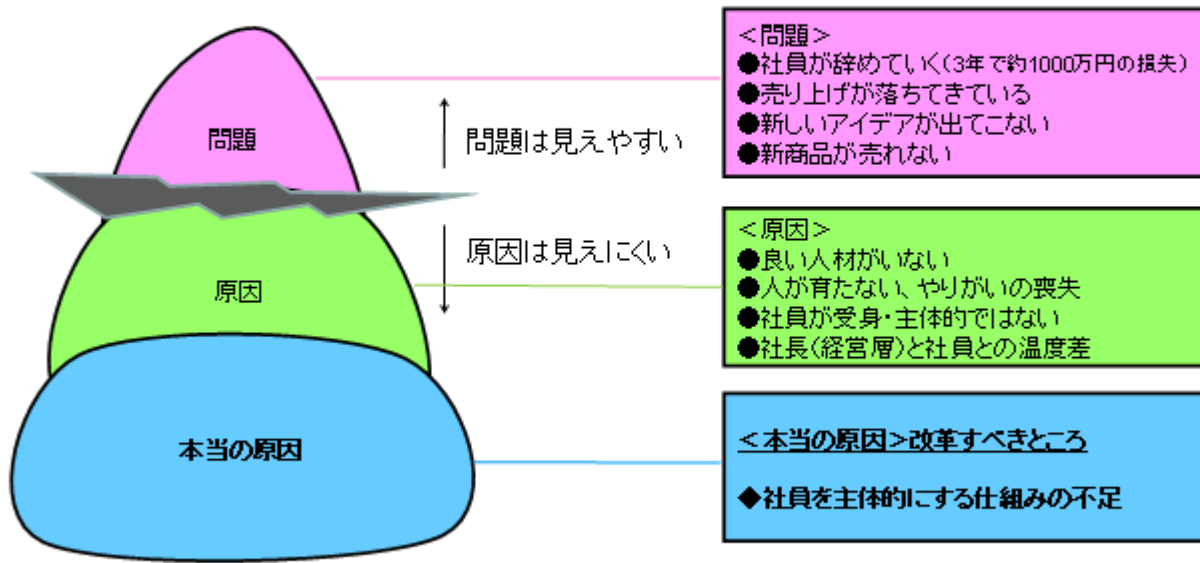 問題
原因
本当の原因
問題は見えやすい
原因は見えにくい
＜問題＞
●社員が辞めていく(3年で約1000万円の損失)
●売り上げが落ちてきている
●新しいアイデアが出てこない
●新商品が売れない
＜原因＞
●良い人材がいない
●人が育たない、やりがいの喪失
●社員が受身・主体的ではない
●社長(経営層)と社員との温度差
＜本当の原因＞改革すべきところ
◆社員を主体的にする仕組みの不足